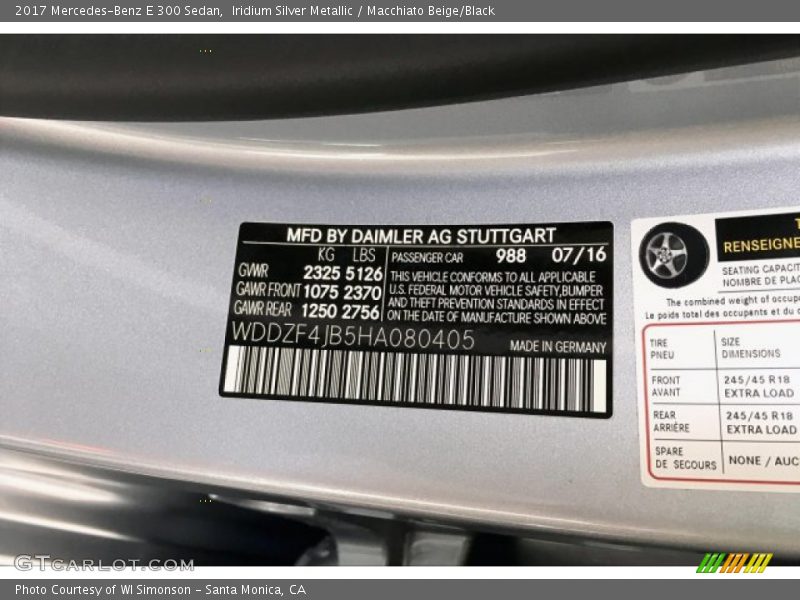 2017 Mercedes-Benz E 300 Sedan, Iridium Silver Metallic / Macchiato Beige/Black
MFD BY DAIMLER AG STUTTGART
KG LBS
GVWR 2325 5126
GAWR FRONT 1075 2370
GAWR REAR 1250 2756
PASSENGER CAR 988 07/16
THIS VEHICLE CONFORMS TO ALL APPLICABLE
U.S. FEDERAL MOTOR VEHICLE SAFETY, BUMPER
AND THEFT PREVENTION STANDARDS IN EFFECT
ON THE DATE OF MANUFACTURE SHOWN ABOVE
WDDZF4JB5HA080405 MADE IN GERMANY
SEATING
NOMBRE DE
The combined weight of
Le poids total des occupants et du
TIRE SIZE
PNEU DIMENSIONS
FRONT 245/45 R18
AVANT EXTRA LOAD
REAR 245/45 R18
ARRIÈRE EXTRA LOAD
SPARE
DE SECOURS NONE /
GTCARLOT.COM
Photo Courtesy of WI Simonson - Santa Monica, CA